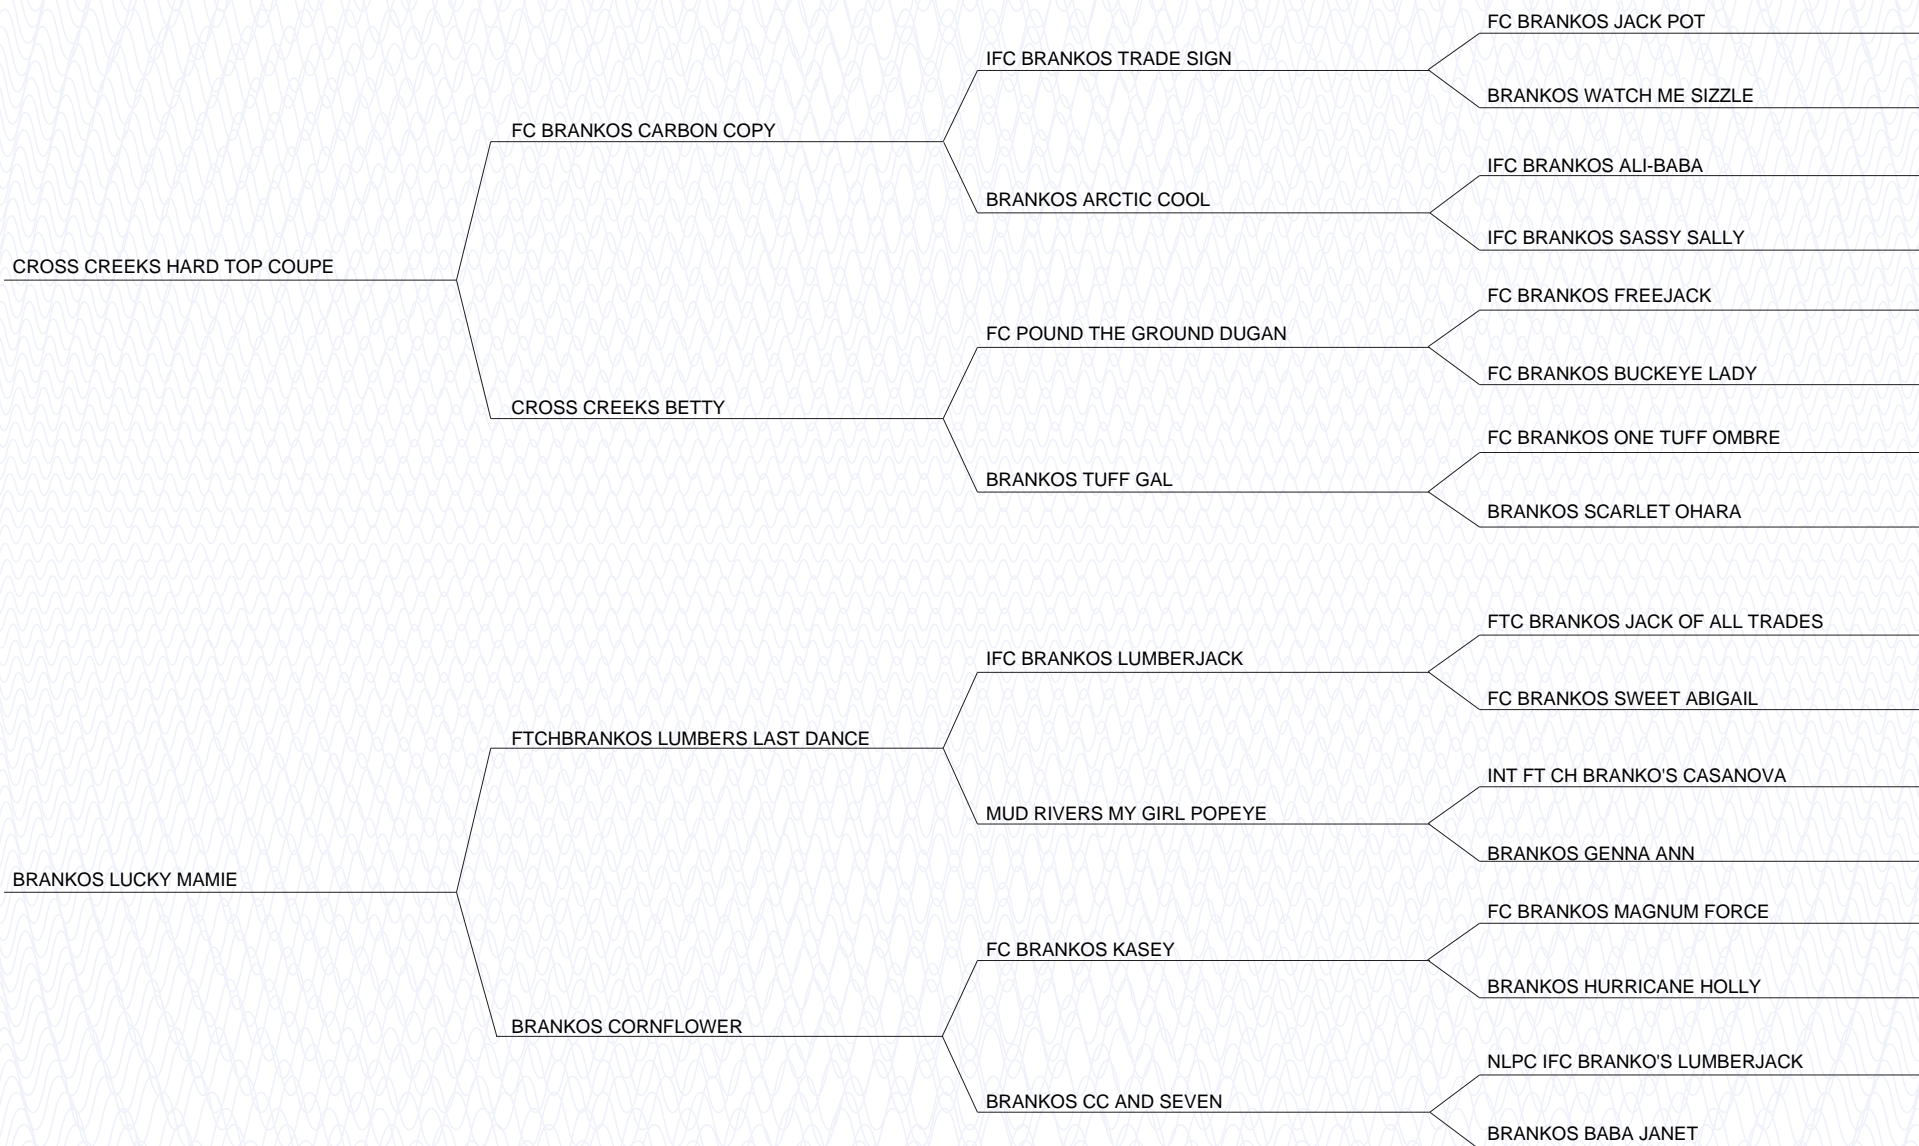 FC BRANKOS JACK POT
IFC BRANKOS TRADE SIGN
BRANKOS WATCH ME SIZZLE
FC BRANKOS CARBON COPY
IFC BRANKOS ALI-BABA
BRANKOS ARCTIC COOL
IFC BRANKOS SASSY SALLY
CROSS CREEKS HARD TOP COUPE
FC BRANKOS FREEJACK
FC POUND THE GROUND DUGAN
FC BRANKOS BUCKEYE LADY
CROSS CREEKS BETTY
FC BRANKOS ONE TUFF OMBRE
BRANKOS TUFF GAL
BRANKOS SCARLET OHARA
FTC BRANKOS JACK OF ALL TRADES
IFC BRANKOS LUMBERJACK
FC BRANKOS SWEET ABIGAIL
FTCHBRANKOS LUMBERS LAST DANCE
INT FT CH BRANKO'S CASANOVA
MUD RIVERS MY GIRL POPEYE
BRANKOS GENNA ANN
BRANKOS LUCKY MAMIE
FC BRANKOS MAGNUM FORCE
FC BRANKOS KASEY
BRANKOS HURRICANE HOLLY
BRANKOS CORNFLOWER
NLPC IFC BRANKO'S LUMBERJACK
BRANKOS CC AND SEVEN
BRANKOS BABA JANET